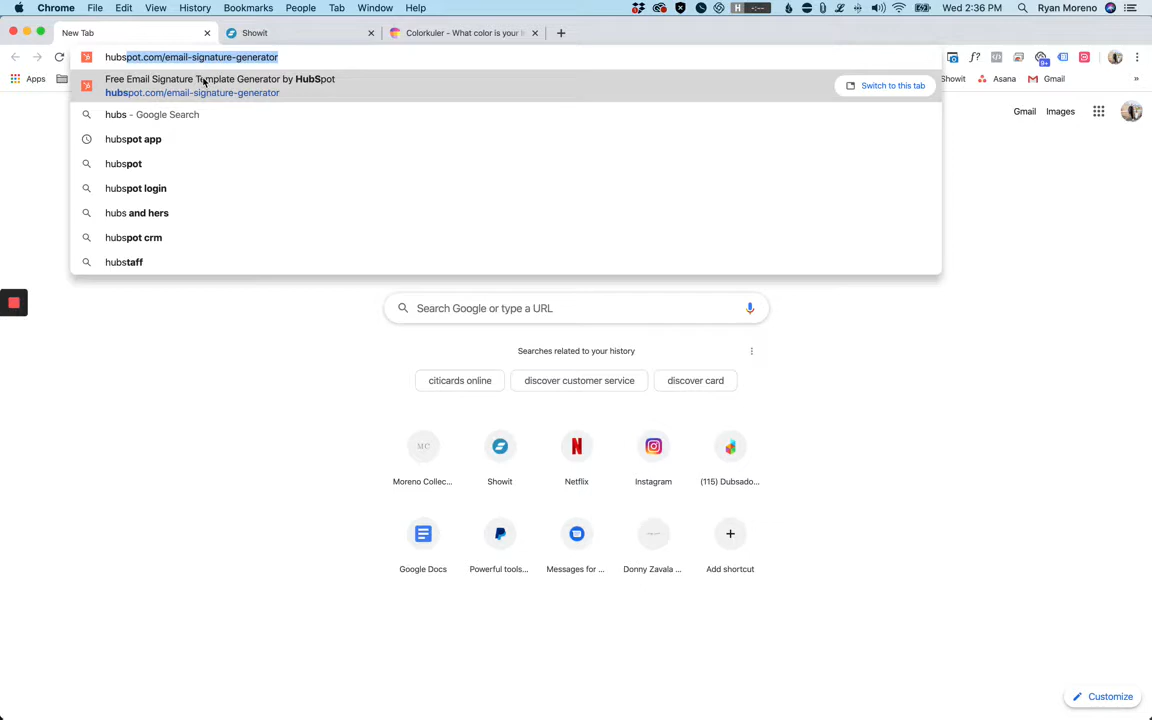 Chrome File Edit View History Bookmarks People Tab Window Help
H --:-- Wed 2:36 PM Ryan Moreno
New Tab Showit Colorkuler - What color is your I
hubspot.com/email-signature-generator
f?
9+
Free Email Signature Template Generator by HubSpot
hubspot.com/email-signature-generator
Switch to this tab
Apps Showit Asana Gmail »
hubs - Google Search
Gmail Images
hubspot app
hubspot
hubspot login
hubs and hers
hubspot crm
hubstaff
Search Google or type a URL
Searches related to your history
citicards online discover customer service discover card
MC
Moreno Collec... Showit Netflix Instagram (115) Dubsado...
Google Docs Powerful tools... Messages for ... Donny Zavala ... Add shortcut
Customize